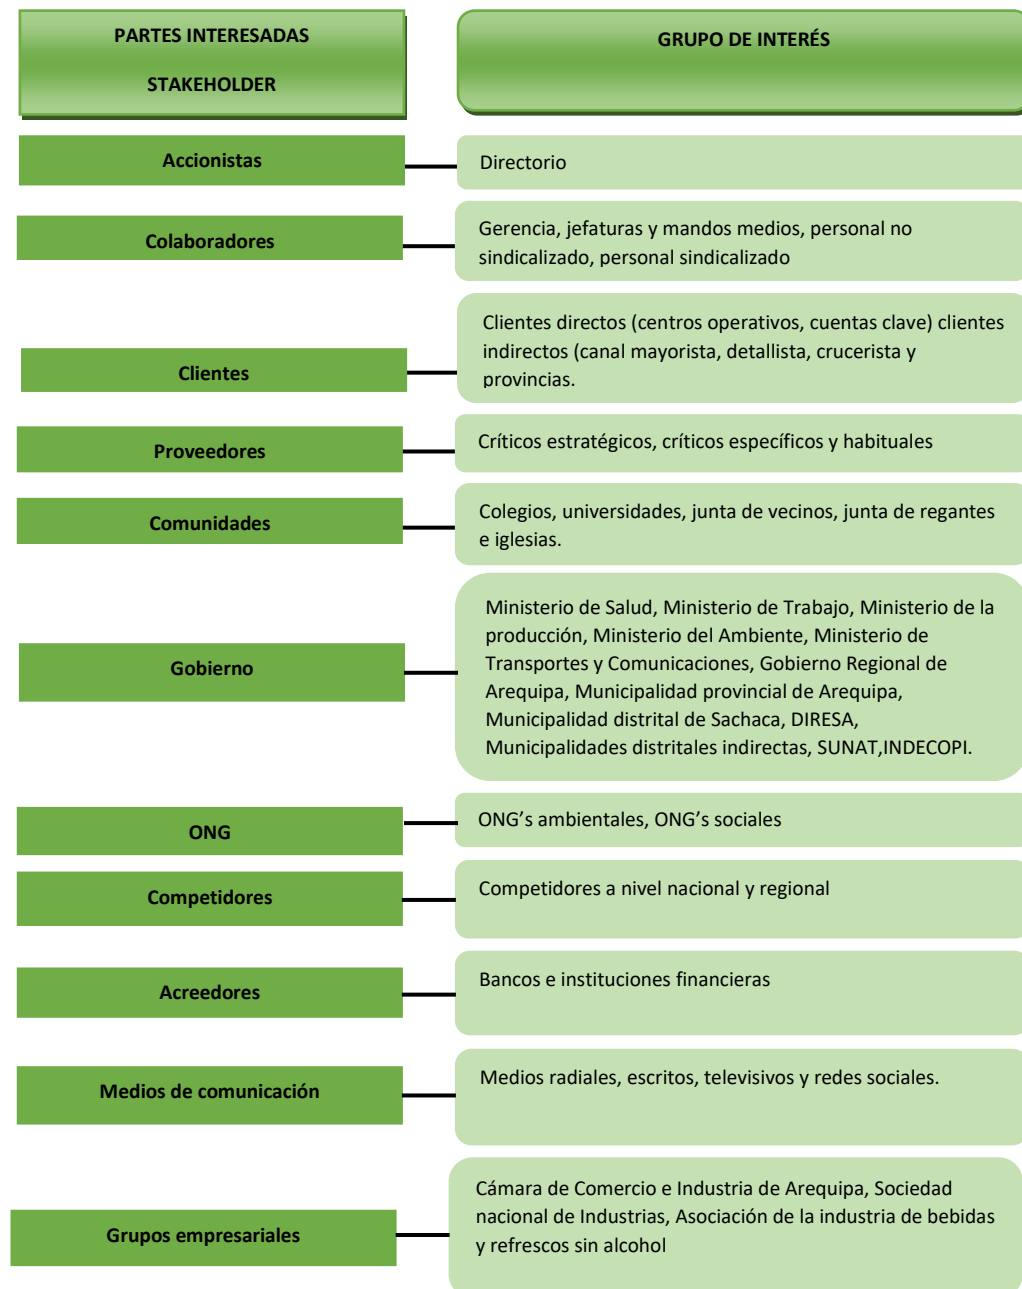 PARTES INTERESADAS
STAKEHOLDER
GRUPO DE INTERÉS
Accionistas
Directorio
Colaboradores
Gerencia, jefaturas y mandos medios, personal no
sindicalizado, personal sindicalizado
Clientes
Clientes directos (centros operativos, cuentas clave) clientes
indirectos (canal mayorista, detallista, crucerista y
provincias.
Proveedores
Críticos estratégicos, críticos específicos y habituales
Comunidades
Colegios, universidades, junta de vecinos, junta de regantes
e iglesias.
Gobierno
Ministerio de Salud, Ministerio de Trabajo, Ministerio de la
producción, Ministerio del Ambiente, Ministerio de
Transportes y Comunicaciones, Gobierno Regional de
Arequipa, Municipalidad provincial de Arequipa,
Municipalidad distrital de Sachaca, DIRESA,
Municipalidades distritales indirectas, SUNAT,INDECOPI.
ONG
ONG’s ambientales, ONG’s sociales
Competidores
Competidores a nivel nacional y regional
Acreedores
Bancos e instituciones financieras
Medios de comunicación
Medios radiales, escritos, televisivos y redes sociales.
Grupos empresariales
Cámara de Comercio e Industria de Arequipa, Sociedad
nacional de Industrias, Asociación de la industria de bebidas
y refrescos sin alcohol